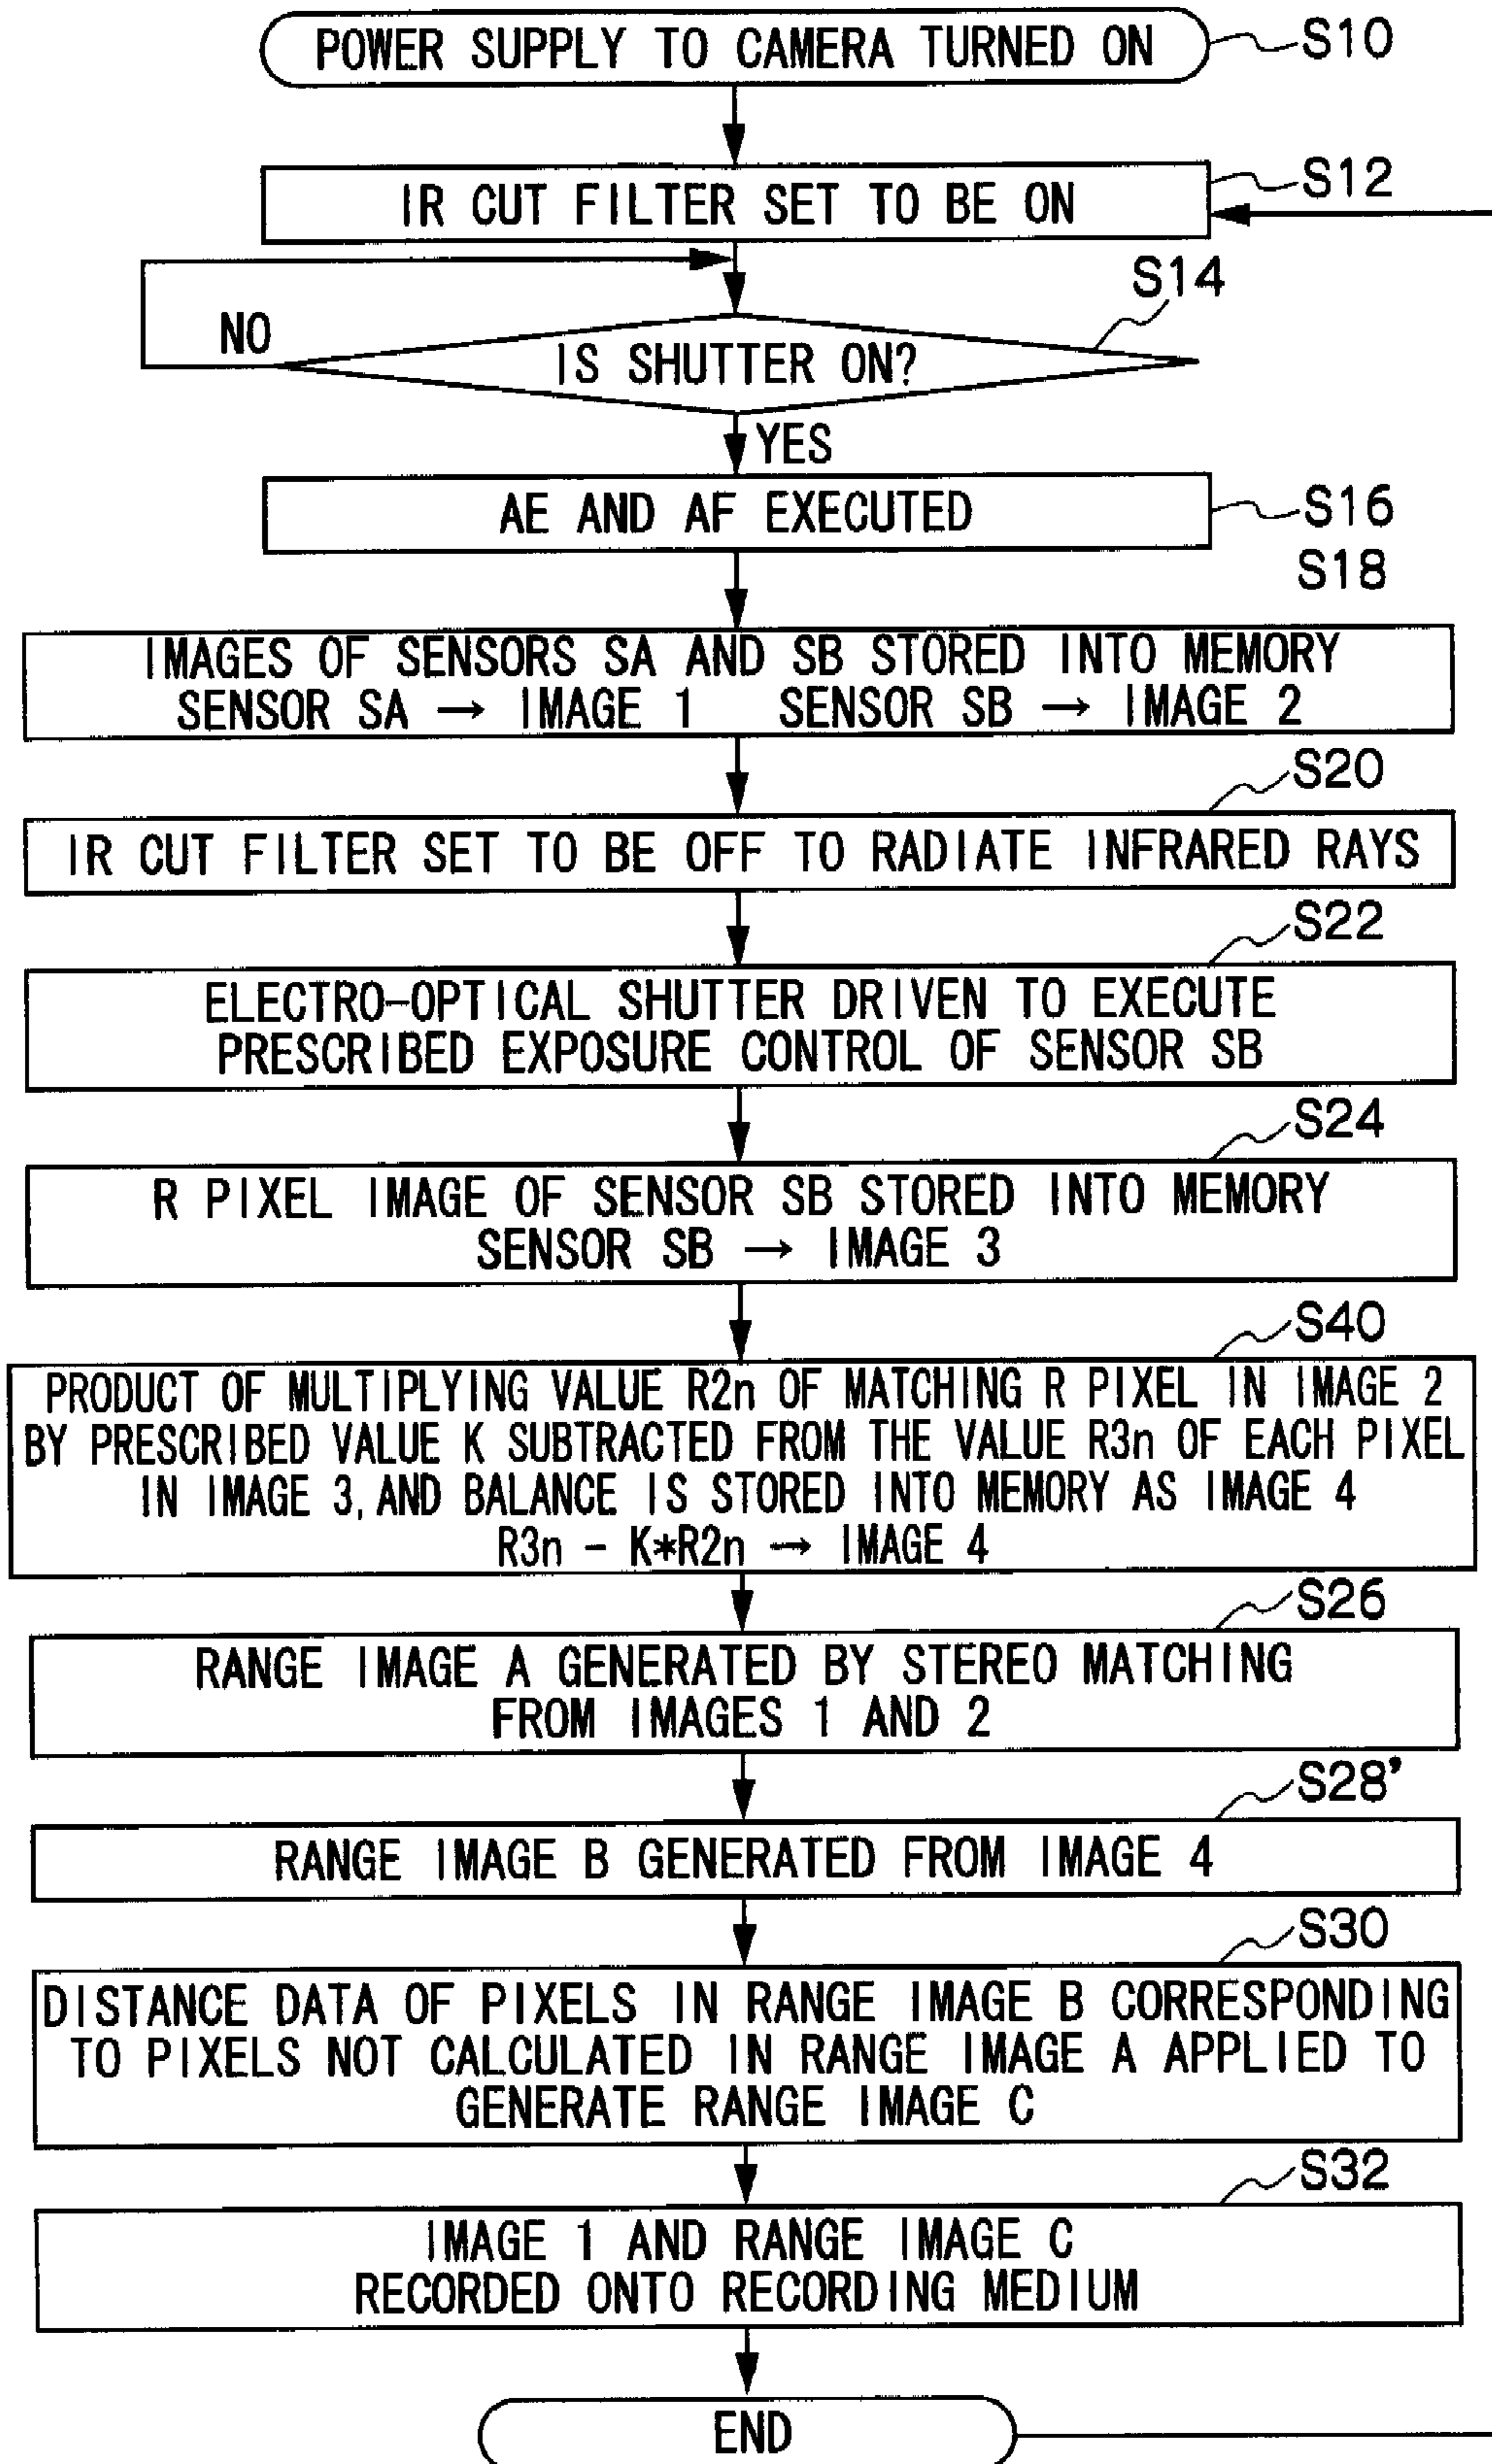 POWER SUPPLY TO CAMERA TURNED ON
S10
IR CUT FILTER SET TO BE ON
S12
S14
NO
IS SHUTTER ON?
YES
AE AND AF EXECUTED
S16
S18
IMAGES OF SENSORS SA AND SB STORED INTO MEMORY
SENSOR SA → IMAGE 1 SENSOR SB → IMAGE 2
S20
IR CUT FILTER SET TO BE OFF TO RADIATE INFRARED RAYS
S22
ELECTRO-OPTICAL SHUTTER DRIVEN TO EXECUTE
PRESCRIBED EXPOSURE CONTROL OF SENSOR SB
S24
R PIXEL IMAGE OF SENSOR SB STORED INTO MEMORY
SENSOR SB → IMAGE 3
S40
PRODUCT OF MULTIPLYING VALUE R2n OF MATCHING R PIXEL IN IMAGE 2
BY PRESCRIBED VALUE K SUBTRACTED FROM THE VALUE R3n OF EACH PIXEL
IN IMAGE 3, AND BALANCE IS STORED INTO MEMORY AS IMAGE 4
R3n - K*R2n → IMAGE 4
S26
RANGE IMAGE A GENERATED BY STEREO MATCHING
FROM IMAGES 1 AND 2
S28’
RANGE IMAGE B GENERATED FROM IMAGE 4
S30
DISTANCE DATA OF PIXELS IN RANGE IMAGE B CORRESPONDING
TO PIXELS NOT CALCULATED IN RANGE IMAGE A APPLIED TO
GENERATE RANGE IMAGE C
S32
IMAGE 1 AND RANGE IMAGE C
RECORDED ONTO RECORDING MEDIUM
END